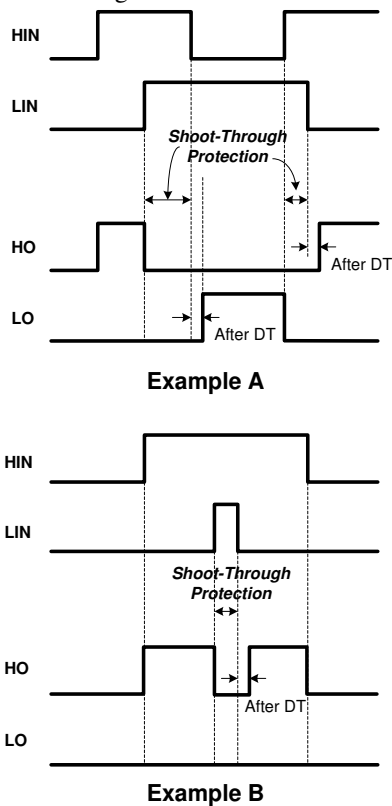 HIN
LIN
Shoot-Through
Protection
HO
After DT
LO
After DT
Example A
HIN
LIN
Shoot-Through
Protection
HO
After DT
LO
Example B